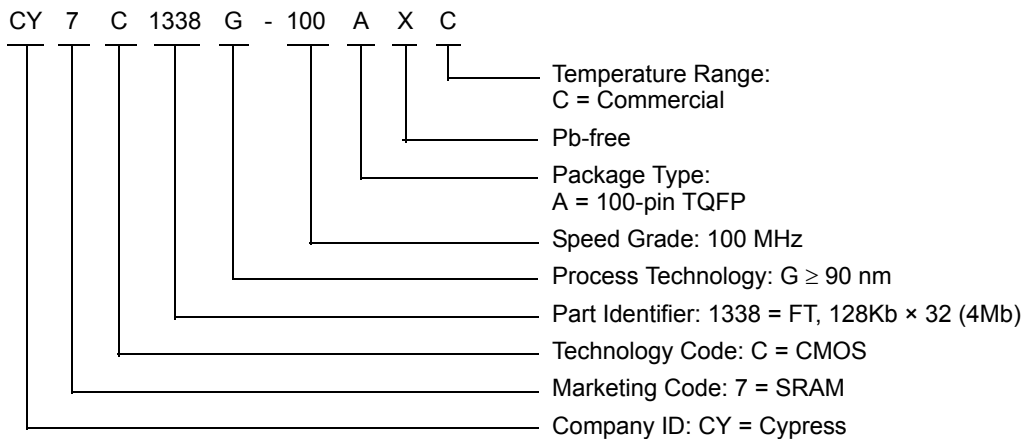 CY 7 C 1338 G - 100 A X C
Temperature Range:
C = Commercial
Pb-free
Package Type:
A = 100-pin TQFP
Speed Grade: 100 MHz
Process Technology: G ≥ 90 nm
Part Identifier: 1338 = FT, 128Kb × 32 (4Mb)
Technology Code: C = CMOS
Marketing Code: 7 = SRAM
Company ID: CY = Cypress